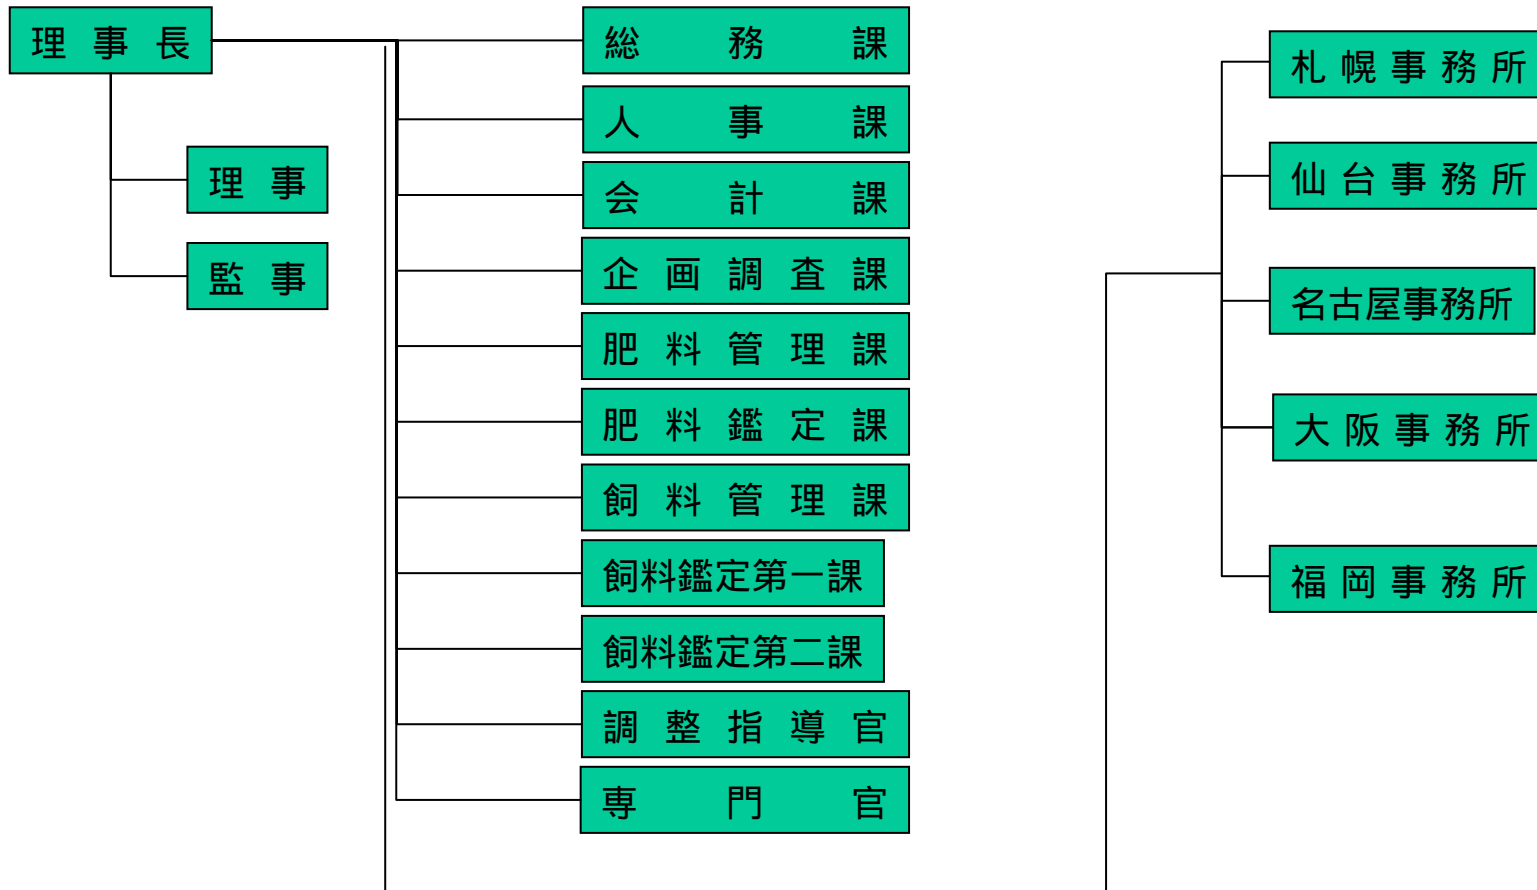 理事長
理事
監事
総務課
人事課
会計課
企画調査課
肥料管理課
肥料鑑定課
飼料管理課
飼料鑑定第一課
飼料鑑定第二課
調整指導官
専門官
札幌事務所
仙台事務所
名古屋事務所
大阪事務所
福岡事務所